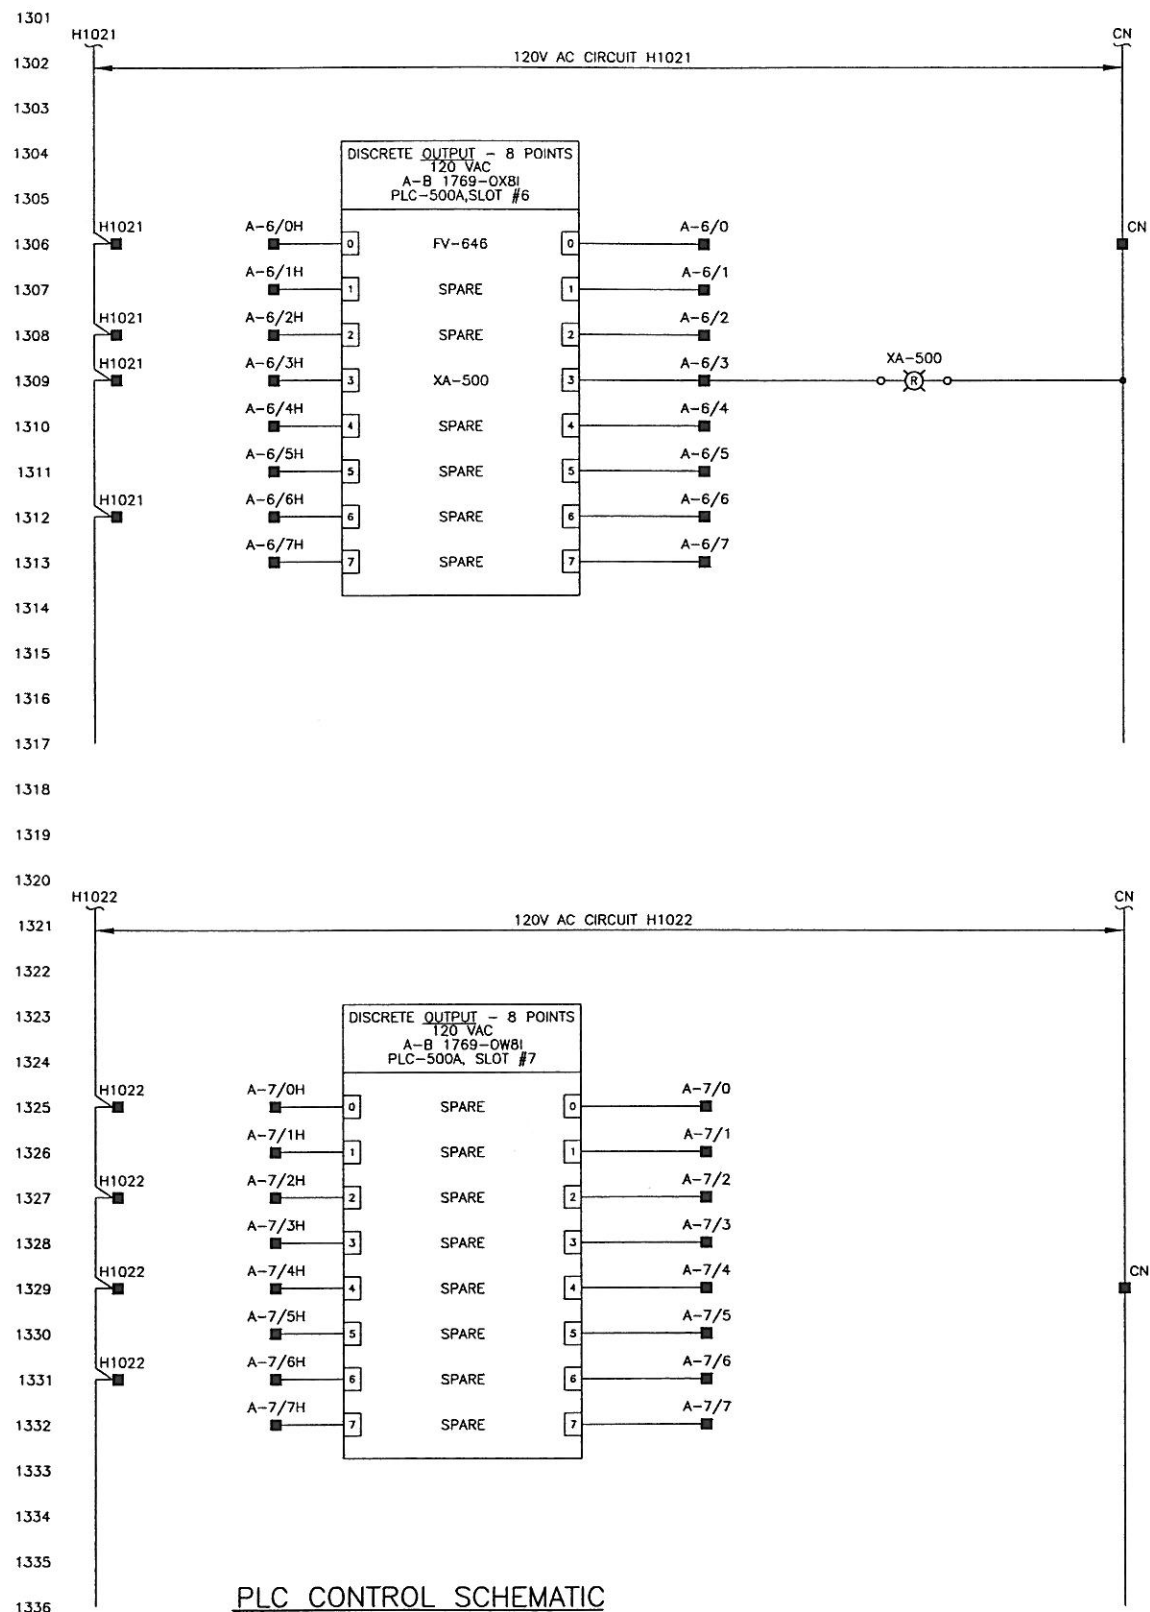 1301
H1021 CN
1302 120V AC CIRCUIT H1021
1303
1304 DISCRETE OUTPUT - 8 POINTS
120 VAC
A-B 1769-OX8I
1305 PLC-500A,SLOT #6
1306 H1021 A-6/0H 0 FV-646 0 A-6/0 CN
1307 A-6/1H 1 SPARE 1 A-6/1
1308 H1021 A-6/2H 2 SPARE 2 A-6/2
1309 H1021 A-6/3H 3 XA-500 3 A-6/3 XA-500 R
1310 A-6/4H 4 SPARE 4 A-6/4
1311 A-6/5H 5 SPARE 5 A-6/5
1312 H1021 A-6/6H 6 SPARE 6 A-6/6
1313 A-6/7H 7 SPARE 7 A-6/7
1314
1315
1316
1317
1318
1319
1320
H1022 CN
1321 120V AC CIRCUIT H1022
1322
1323 DISCRETE OUTPUT - 8 POINTS
120 VAC
A-B 1769-OW8I
1324 PLC-500A, SLOT #7
1325 H1022 A-7/0H 0 SPARE 0 A-7/0
1326 A-7/1H 1 SPARE 1 A-7/1
1327 H1022 A-7/2H 2 SPARE 2 A-7/2
1328 A-7/3H 3 SPARE 3 A-7/3
1329 H1022 A-7/4H 4 SPARE 4 A-7/4 CN
1330 A-7/5H 5 SPARE 5 A-7/5
1331 H1022 A-7/6H 6 SPARE 6 A-7/6
1332 A-7/7H 7 SPARE 7 A-7/7
1333
1334
1335
1336 PLC CONTROL SCHEMATIC